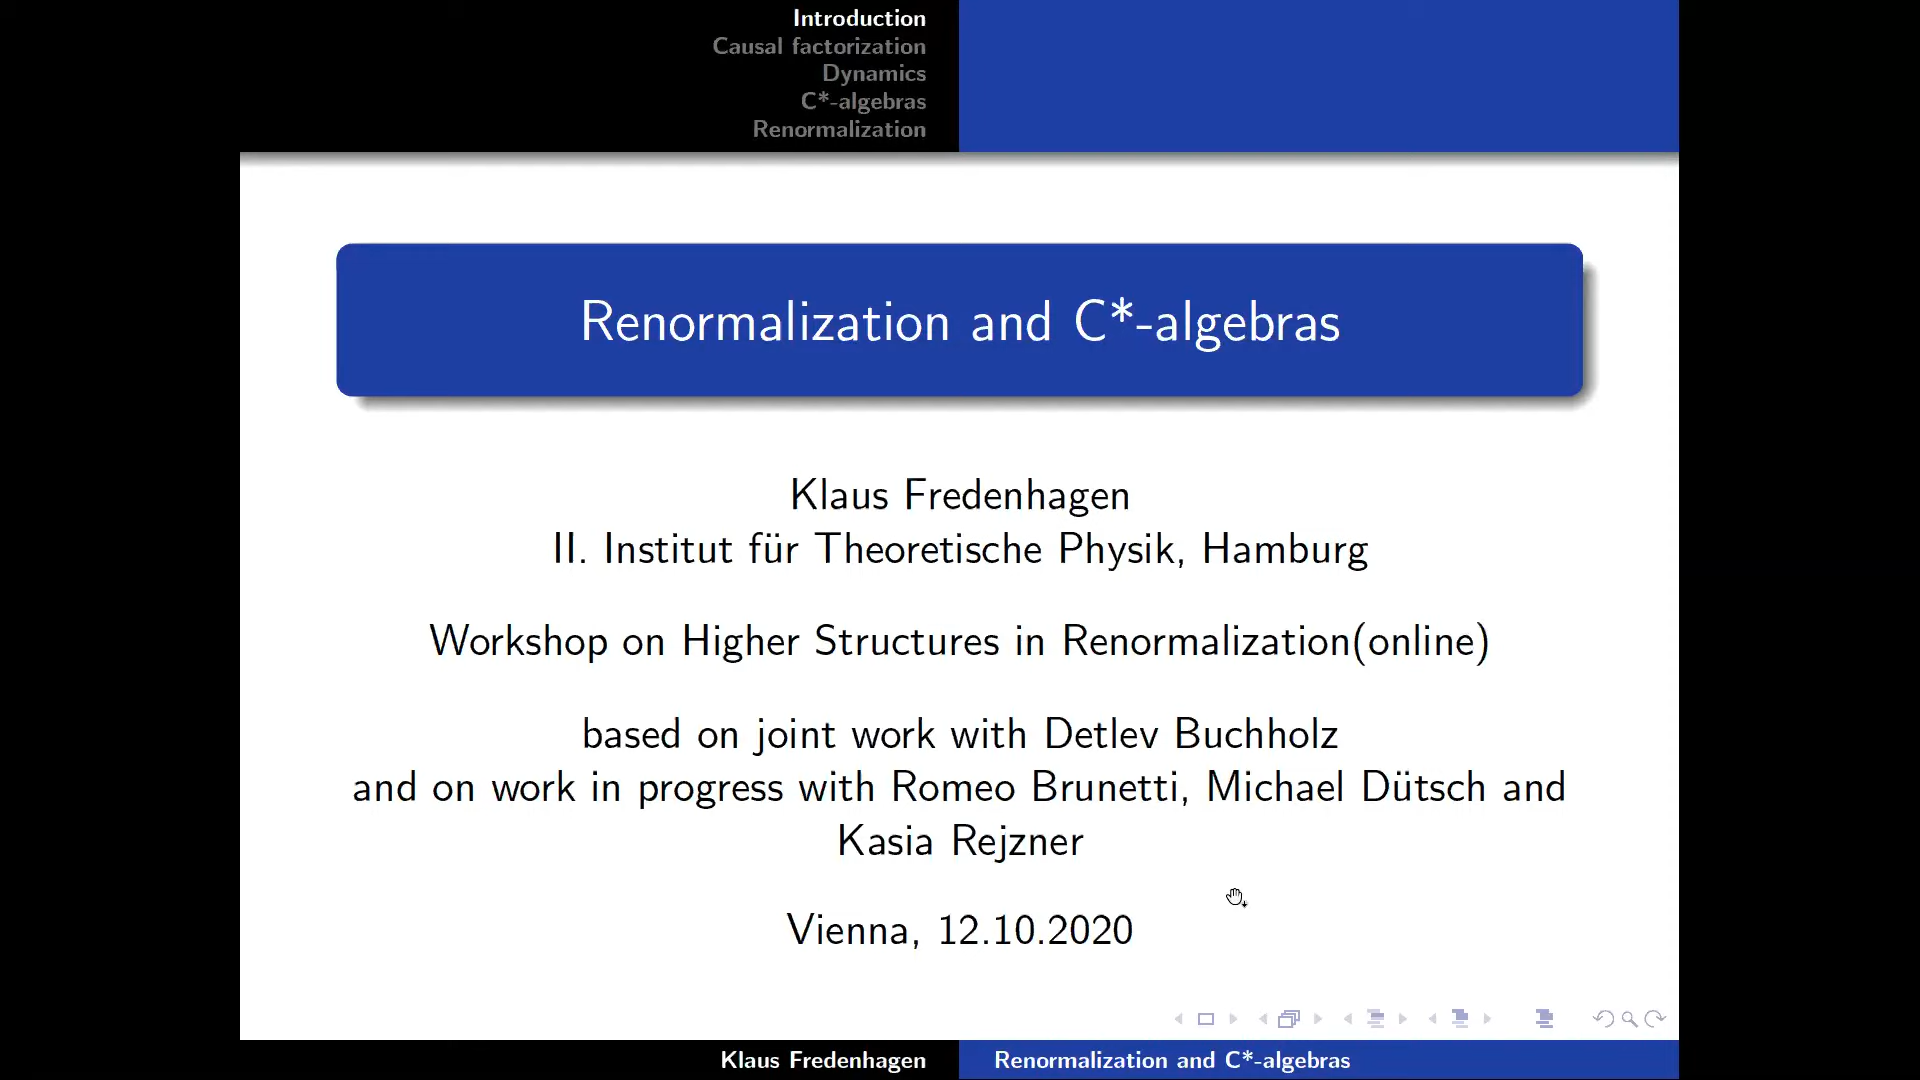 Introduction
Causal factorization
Dynamics
C*-algebras
Renormalization
Renormalization and C*-algebras
Klaus Fredenhagen
II. Institut für Theoretische Physik, Hamburg
Workshop on Higher Structures in Renormalization(online)
based on joint work with Detlev Buchholz
and on work in progress with Romeo Brunetti, Michael Dütsch and
Kasia Rejzner
Vienna, 12.10.2020
Klaus Fredenhagen
Renormalization and C*-algebras